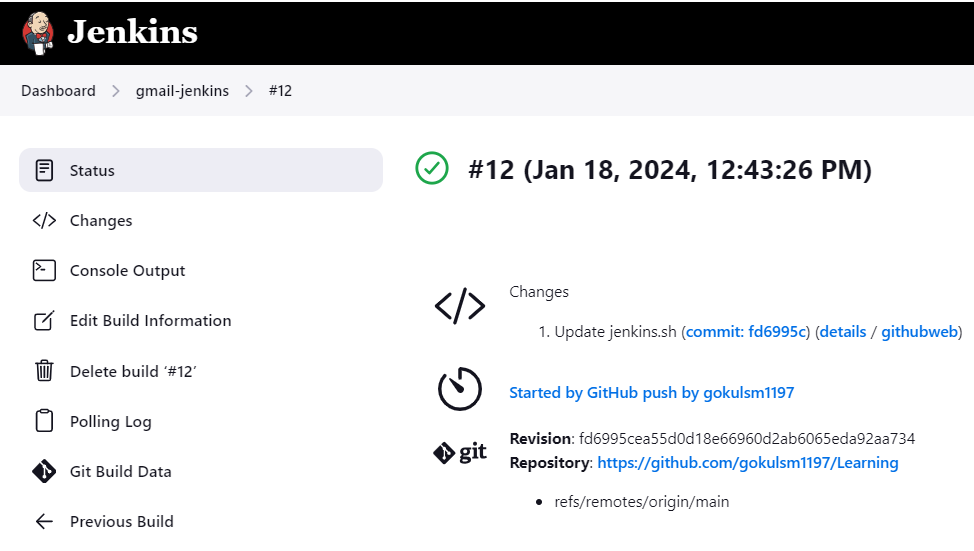 Jenkins
Dashboard > gmail-jenkins > #12
Status
Changes
Console Output
Edit Build Information
Delete build ‘#12’
Polling Log
Git Build Data
Previous Build
#12 (Jan 18, 2024, 12:43:26 PM)
Changes
1. Update jenkins.sh (commit: fd6995c) (details / githubweb)
Started by GitHub push by gokulsm1197
git
Revision: fd6995cea55d0d18e66960d2ab6065eda92aa734
Repository: https://github.com/gokulsm1197/Learning
• refs/remotes/origin/main